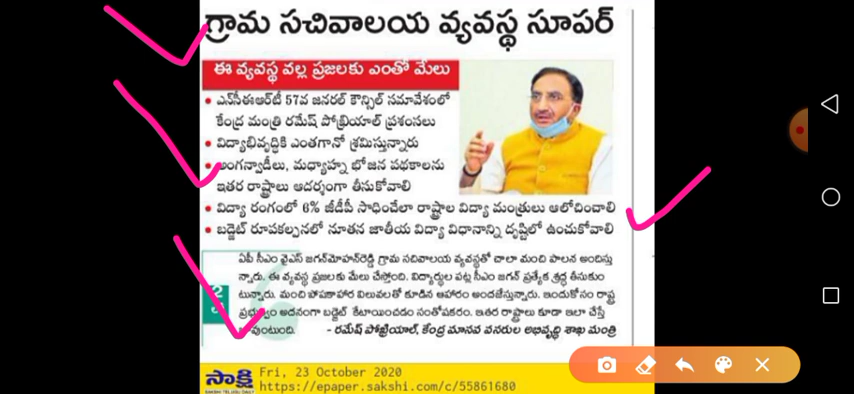 గ్రామ సచివాలయ వ్యవస్థ సూపర్
ఈ వ్యవస్థ వల్ల ప్రజలకు ఎంతో మేలు
• ఎన్‌సీఈఆర్‌టీ 57వ జనరల్ కౌన్సిల్ సమావేశంలో
కేంద్ర మంత్రి రమేష్ పోఖ్రియాల్ ప్రశంసలు
• విద్యాభివృద్ధికి ఎంతగానో శ్రమిస్తున్నారు
• అంగన్వాడీలు, మధ్యాహ్న భోజన పథకాలను
ఇతర రాష్ట్రాలు ఆదర్శంగా తీసుకోవాలి
• విద్యా రంగంలో 6% జీడీపీ సాధించేలా రాష్ట్రాల విద్యా మంత్రులు ఆలోచించాలి
• బడ్జెట్ రూపకల్పనలో నూతన జాతీయ విద్యా విధానాన్ని దృష్టిలో ఉంచుకోవాలి
ఏపీ సీఎం వైఎస్ జగన్‌మోహన్‌రెడ్డి గ్రామ సచివాలయ వ్యవస్థతో చాలా మంచి పాలన అందిస్తు
న్నారు. ఈ వ్యవస్థ ప్రజలకు మేలు చేస్తోంది. విద్యార్థుల పట్ల సీఎం జగన్ ప్రత్యేక శ్రద్ధ తీసుకుం
టున్నారు. మంచి పోషకాహార విలువలతో కూడిన ఆహారం అందజేస్తున్నారు. ఇందుకోసం రాష్ట్ర
ప్రభుత్వం అదనంగా బడ్జెట్ కేటాయించడం సంతోషకరం. ఇతర రాష్ట్రాలు కూడా ఇలా చేస్తే
బావుంటుంది. - రమేష్ పోఖ్రియాల్, కేంద్ర మానవ వనరుల అభివృద్ధి శాఖ మంత్రి
సాక్షి Fri, 23 October 2020
https://epaper.sakshi.com/c/55861680